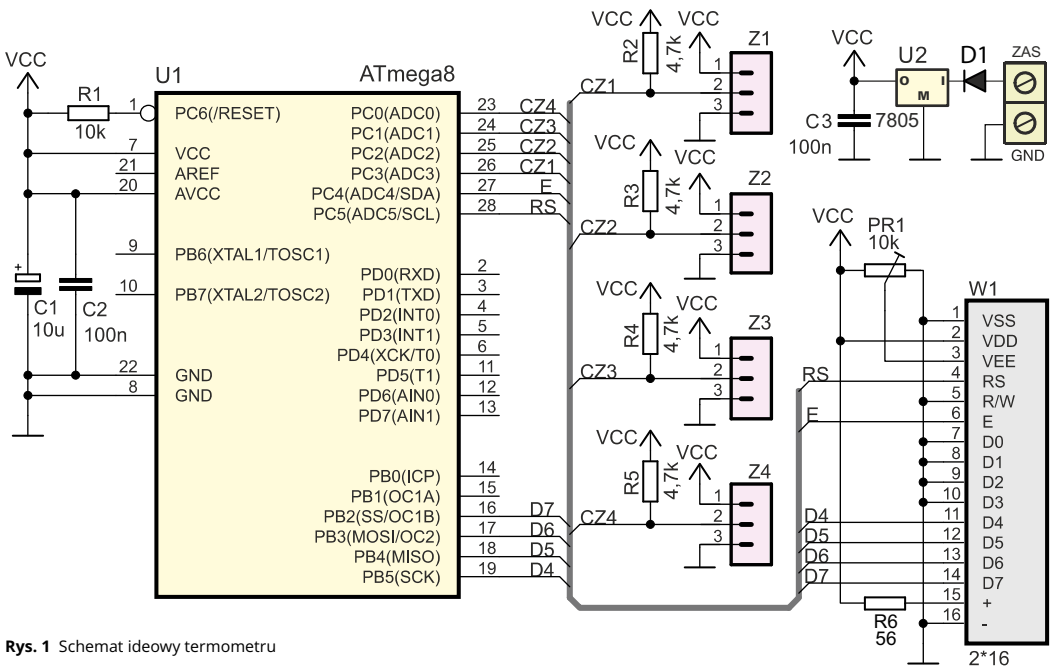 VCC
R1
10k
U1
ATmega8
1
PC6(/RESET)
7
VCC
21
AREF
20
AVCC
9
PB6(XTAL1/TOSC1)
10
PB7(XTAL2/TOSC2)
22
GND
8
GND
+
C1
10u
C2
100n
PC0(ADC0)
23
CZ4
PC1(ADC1)
24
CZ3
PC2(ADC2)
25
CZ2
PC3(ADC3)
26
CZ1
PC4(ADC4/SDA)
27
E
PC5(ADC5/SCL)
28
RS
PD0(RXD)
2
PD1(TXD)
3
PD2(INT0)
4
PD3(INT1)
5
PD4(XCK/T0)
6
PD5(T1)
11
PD6(AIN0)
12
PD7(AIN1)
13
PB0(ICP)
14
PB1(OC1A)
15
PB2(SS/OC1B)
16
D7
PB3(MOSI/OC2)
17
D6
PB4(MISO)
18
D5
PB5(SCK)
19
D4
VCC
R2
4,7k
VCC
Z1
CZ1
1
2
3
VCC
R3
4,7k
VCC
Z2
CZ2
1
2
3
VCC
R4
4,7k
VCC
Z3
CZ3
1
2
3
VCC
R5
4,7k
VCC
Z4
CZ4
1
2
3
VCC
U2
D1
ZAS
O
I
M
C3
100n
7805
GND
VCC
PR1
10k
W1
1
VSS
2
VDD
3
VEE
RS
4
RS
5
R/W
E
6
E
7
D0
8
D1
9
D2
10
D3
D4
11
D4
D5
12
D5
D6
13
D6
D7
14
D7
15
+
16
-
R6
56
2*16
Rys. 1 Schemat ideowy termometru